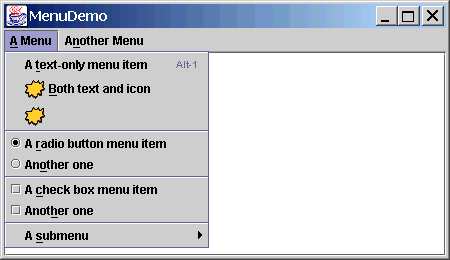 MenuDemo
A Menu Another Menu
A text-only menu item Alt-1
Both text and icon
A radio button menu item
Another one
A check box menu item
Another one
A submenu